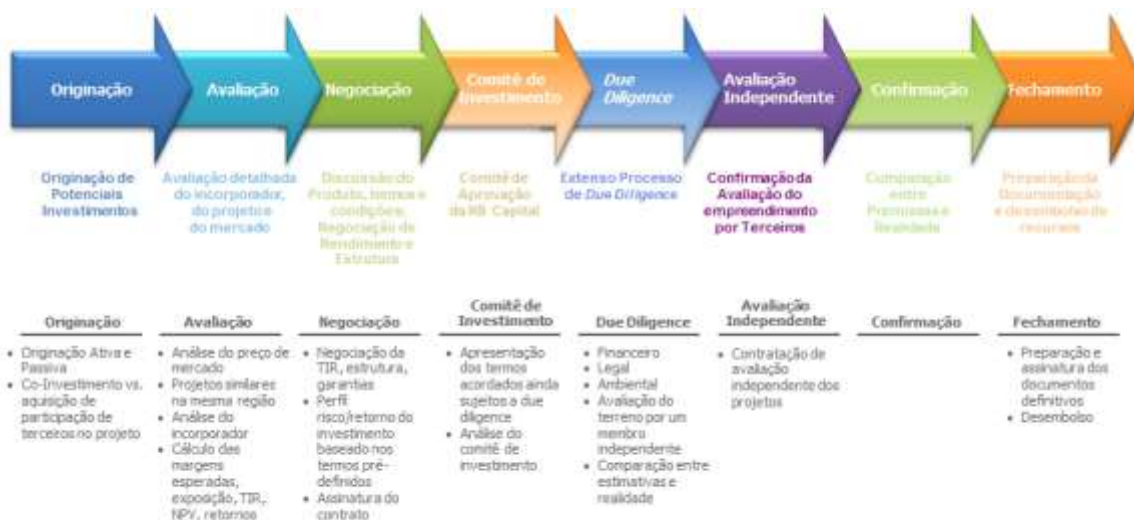 Originação
Avaliação
Negociação
Comitê de
Investimento
Due
Diligence
Avaliação
Independente
Confirmação
Fechamento
Originação de
Potenciais
Investimentos
Avaliação detalhada
do incorporador,
do projeto e
do mercado
Discussão do
Produto, termos e
condições,
Negociação de
Rendimento e
Estrutura
Comitê de
Aprovação
da RB Capital
Extenso Processo
de Due Diligence
Confirmação da
Avaliação do
empreendimento
por Terceiros
Comparação
entre
Premissas e
Realidade
Preparação da
Documentação
e desembolso de
recursos
Originação
• Originação Ativa e
Passiva
• Co-Investimento vs.
aquisição de
participação de
terceiros no projeto
Avaliação
• Análise do preço de
mercado
• Projetos similares
na mesma região
• Análise do
incorporador
• Cálculo das
margens
esperadas,
exposição, TIR,
NPV, retornos
Negociação
• Negociação da
TIR, estrutura,
garantias
• Perfil
risco/retorno do
investimento
baseado nos
termos pré-
definidos
• Assinatura do
contrato
Comitê de
Investimento
• Apresentação
dos termos
acordados ainda
sujeitos a due
diligence
• Análise do
comitê de
investimento
Due Diligence
• Financeiro
• Legal
• Ambiental
• Avaliação do
terreno por um
membro
independente
• Comparação entre
estimativas e
realidade
Avaliação
Independente
• Contratação de
avaliação
independente dos
projetos
Confirmação
Fechamento
• Preparação e
assinatura dos
documentos
definitivos
• Desembolso